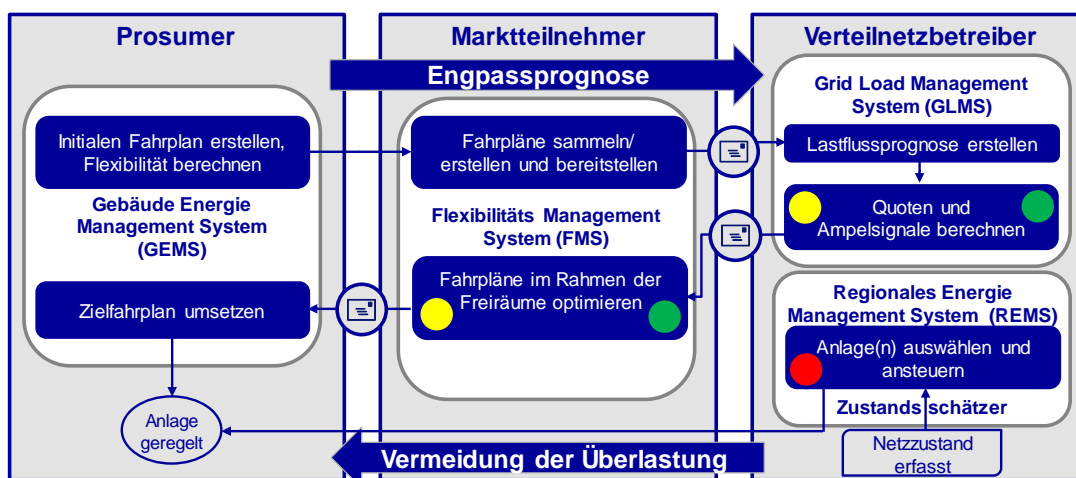 Prosumer
Marktteilnehmer
Verteilnetzbetreiber
Engpassprognose
Initialen Fahrplan erstellen,
Flexibilität berechnen
Gebäude Energie
Management System
(GEMS)
Zielfahrplan umsetzen
Anlage
geregelt
Fahrpläne sammeln/
erstellen und bereitstellen
Flexibilitäts Management
System (FMS)
Fahrpläne im Rahmen der
Freiräume optimieren
Grid Load Management
System (GLMS)
Lastflussprognose erstellen
Quoten und
Ampelsignale berechnen
Regionales Energie
Management System (REMS)
Anlage(n) auswählen und
ansteuern
Zustands schätzer
Netzzustand
erfasst
Vermeidung der Überlastung